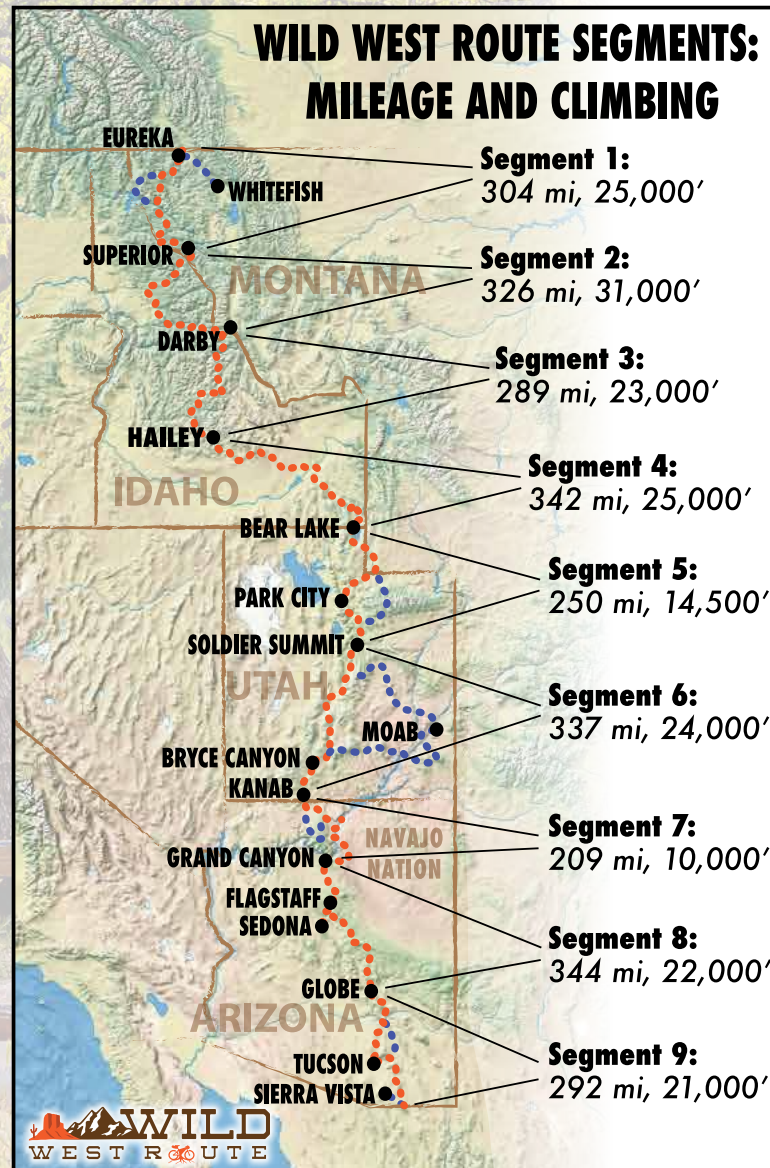 WILD WEST ROUTE SEGMENTS:
MILEAGE AND CLIMBING
EUREKA
WHITEFISH
Segment 1:
304 mi, 25,000’
SUPERIOR
MONTANA
Segment 2:
326 mi, 31,000’
DARBY
Segment 3:
289 mi, 23,000’
HAILEY
IDAHO
Segment 4:
342 mi, 25,000’
BEAR LAKE
Segment 5:
250 mi, 14,500’
PARK CITY
SOLDIER SUMMIT
UTAH
Segment 6:
337 mi, 24,000’
MOAB
BRYCE CANYON
KANAB
Segment 7:
209 mi, 10,000’
NAVAJO
NATION
GRAND CANYON
FLAGSTAFF
SEDONA
Segment 8:
344 mi, 22,000’
GLOBE
ARIZONA
Segment 9:
292 mi, 21,000’
TUCSON
SIERRA VISTA
WILD
WEST ROUTE